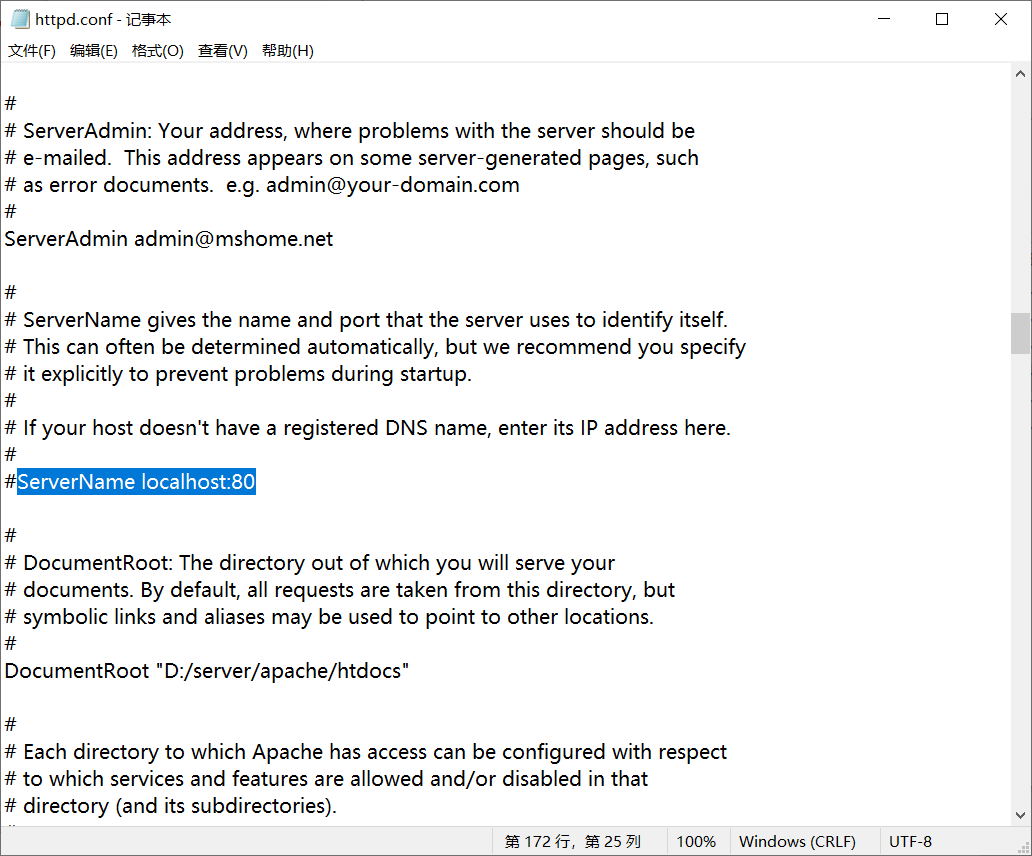 httpd.conf - 记事本
文件(F) 编辑(E) 格式(O) 查看(V) 帮助(H)
#
# ServerAdmin: Your address, where problems with the server should be
# e-mailed.  This address appears on some server-generated pages, such
# as error documents.  e.g. admin@your-domain.com
#
ServerAdmin admin@mshome.net
#
# ServerName gives the name and port that the server uses to identify itself.
# This can often be determined automatically, but we recommend you specify
# it explicitly to prevent problems during startup.
#
# If your host doesn't have a registered DNS name, enter its IP address here.
#
#ServerName localhost:80
#
# DocumentRoot: The directory out of which you will serve your
# documents. By default, all requests are taken from this directory, but
# symbolic links and aliases may be used to point to other locations.
#
DocumentRoot "D:/server/apache/htdocs"
#
# Each directory to which Apache has access can be configured with respect
# to which services and features are allowed and/or disabled in that
# directory (and its subdirectories).
第 172 行，第 25 列 100% Windows (CRLF) UTF-8